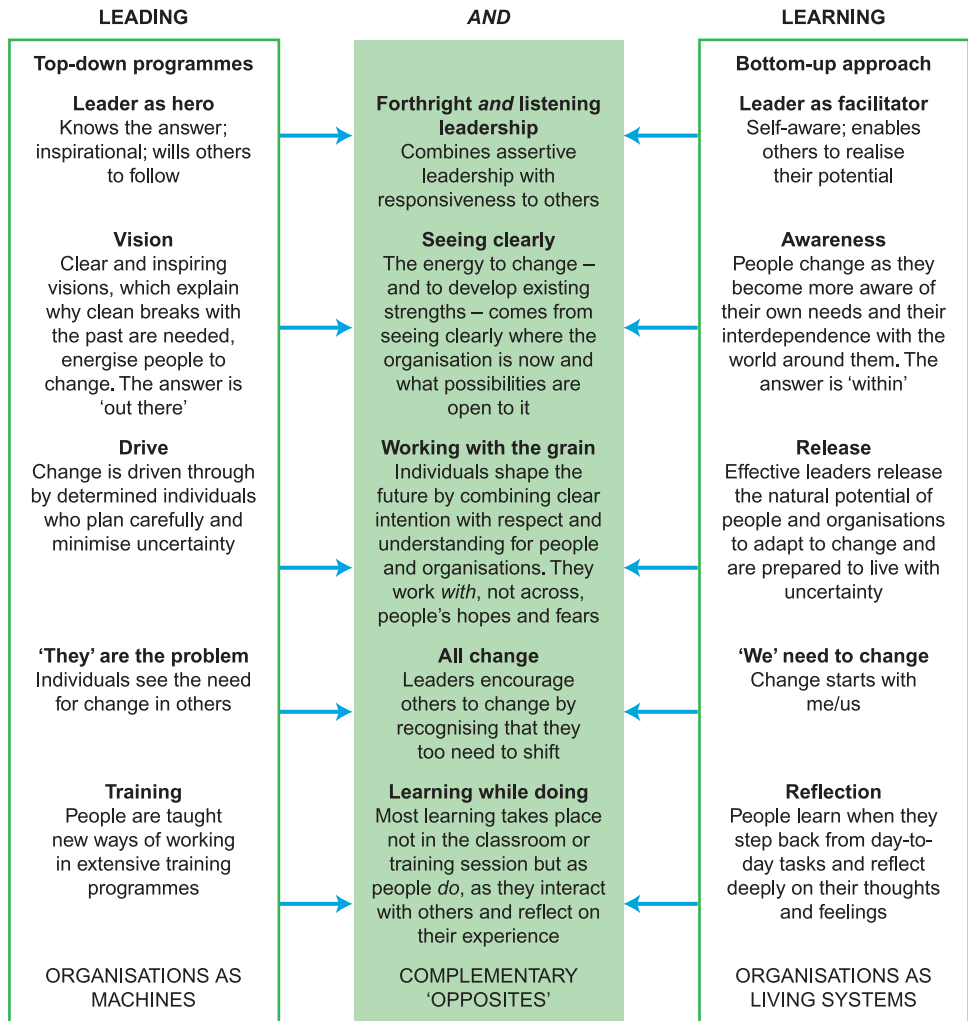 LEADING
AND
LEARNING
Top-down programmes
Leader as hero
Knows the answer;
inspirational; wills others
to follow
Vision
Clear and inspiring
visions, which explain
why clean breaks with
the past are needed,
energise people to
change. The answer is
‘out there’
Drive
Change is driven through
by determined individuals
who plan carefully and
minimise uncertainty
‘They’ are the problem
Individuals see the need
for change in others
Training
People are taught
new ways of working
in extensive training
programmes
ORGANISATIONS AS
MACHINES
Forthright and listening
leadership
Combines assertive
leadership with
responsiveness to others
Seeing clearly
The energy to change –
and to develop existing
strengths – comes from
seeing clearly where the
organisation is now and
what possibilities are
open to it
Working with the grain
Individuals shape the
future by combining clear
intention with respect and
understanding for people
and organisations. They
work with, not across,
people’s hopes and fears
All change
Leaders encourage
others to change by
recognising that they
too need to shift
Learning while doing
Most learning takes place
not in the classroom or
training session but as
people do, as they interact
with others and reflect on
their experience
COMPLEMENTARY
‘OPPOSITES’
Bottom-up approach
Leader as facilitator
Self-aware; enables
others to realise
their potential
Awareness
People change as they
become more aware of
their own needs and their
interdependence with the
world around them. The
answer is ‘within’
Release
Effective leaders release
the natural potential of
people and organisations
to adapt to change and
are prepared to live with
uncertainty
‘We’ need to change
Change starts with
me/us
Reflection
People learn when they
step back from day-to-
day tasks and reflect
deeply on their thoughts
and feelings
ORGANISATIONS AS
LIVING SYSTEMS